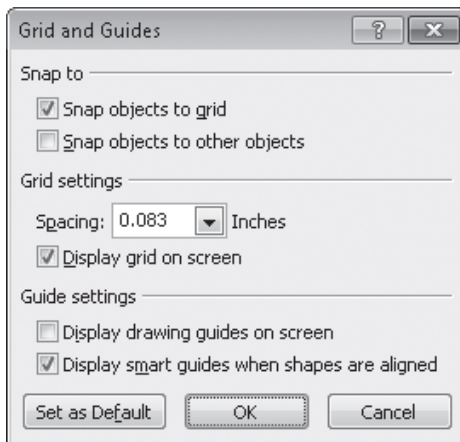 Grid and Guides
Snap to
Snap objects to grid
Snap objects to other objects
Grid settings
Spacing: 0.083 Inches
Display grid on screen
Guide settings
Display drawing guides on screen
Display smart guides when shapes are aligned
Set as Default OK Cancel